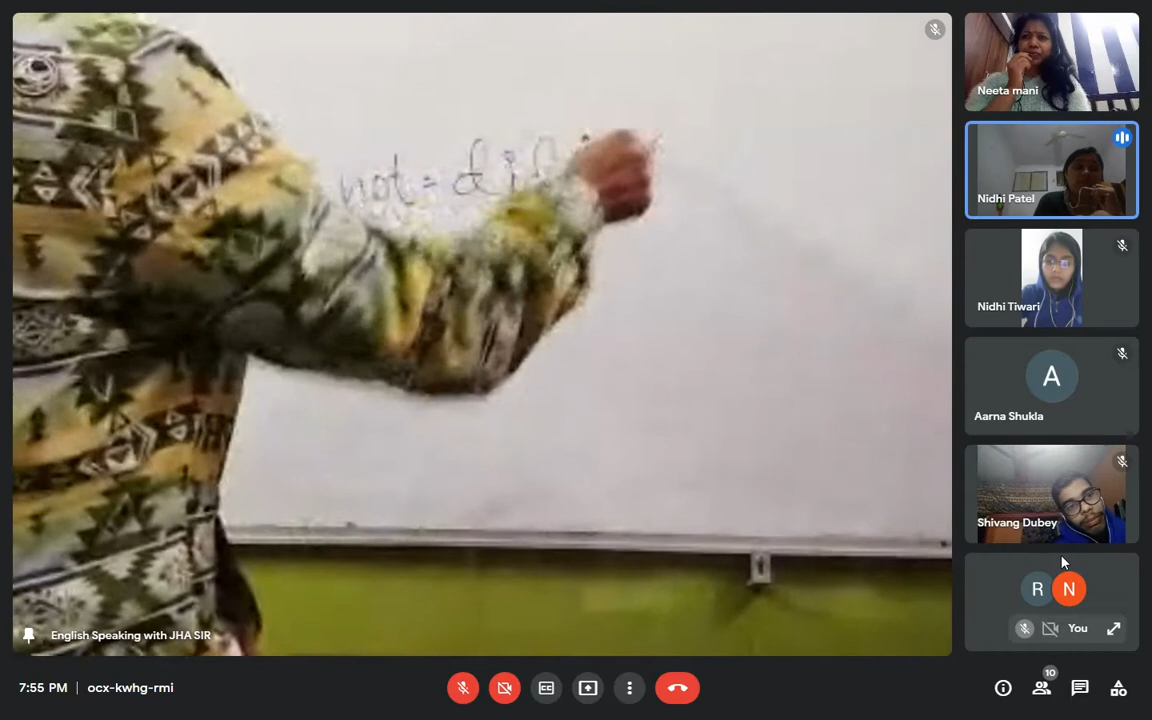 not = dif
Neeta mani
Nidhi Patel
Nidhi Tiwari
A
Aarna Shukla
Shivang Dubey
R N
You
English Speaking with JHA SIR
7:55 PM | ocx-kwhg-rmi
10